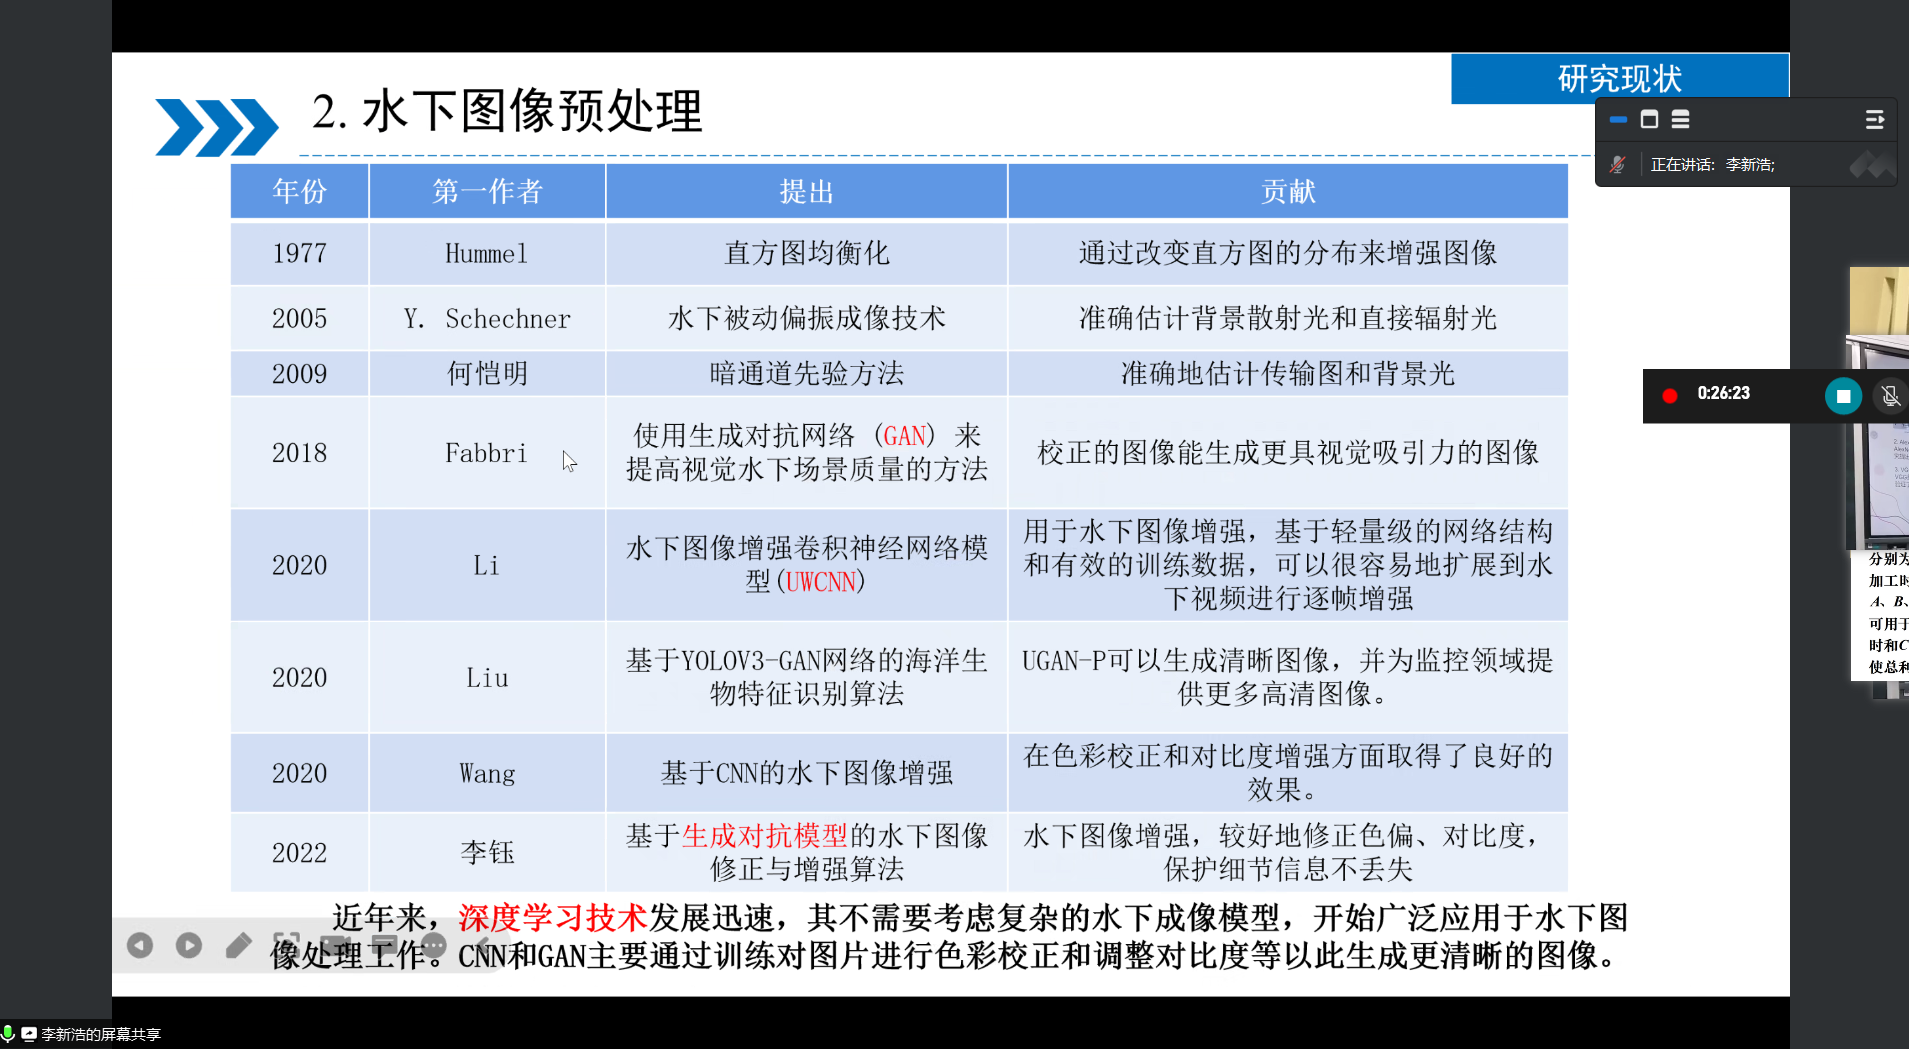 研究现状
2. 水下图像预处理
正在讲话: 李新浩;
年份 第一作者 提出 贡献
1977 Hummel 直方图均衡化 通过改变直方图的分布来增强图像
2005 Y. Schechner 水下被动偏振成像技术 准确估计背景散射光和直接辐射光
2009 何恺明 暗通道先验方法 准确地估计传输图和背景光
0:26:23
2018 Fabbri 使用生成对抗网络（GAN）来
提高视觉水下场景质量的方法
校正的图像能生成更具视觉吸引力的图像
2020 Li 水下图像增强卷积神经网络模
型(UWCNN)
用于水下图像增强，基于轻量级的网络结构
和有效的训练数据，可以很容易地扩展到水
下视频进行逐帧增强
2020 Liu 基于YOLOV3-GAN网络的海洋生
物特征识别算法
UGAN-P可以生成清晰图像，并为监控领域提
供更多高清图像。
2020 Wang 基于CNN的水下图像增强
在色彩校正和对比度增强方面取得了良好的
效果。
2022 李钰 基于生成对抗模型的水下图像
修正与增强算法
水下图像增强，较好地修正色偏、对比度，
保护细节信息不丢失
近年来，深度学习技术发展迅速，其不需要考虑复杂的水下成像模型，开始广泛应用于水下图
像处理工作。CNN和GAN主要通过训练对图片进行色彩校正和调整对比度等以此生成更清晰的图像。
分别为
加工时
A、B、
可用于
时和C
使总利
李新浩的屏幕共享